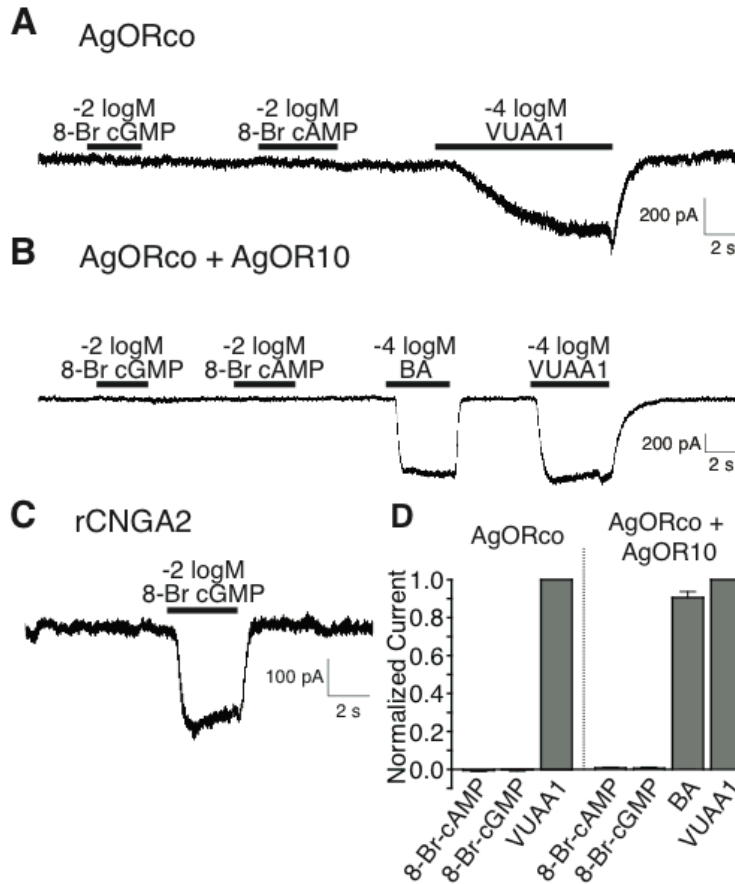 A
AgORco
-2 logM
8-Br cGMP
-2 logM
8-Br cAMP
-4 logM
VUAA1
200 pA
2 s
B
AgORco + AgOR10
-2 logM
8-Br cGMP
-2 logM
8-Br cAMP
-4 logM
BA
-4 logM
VUAA1
200 pA
2 s
C
rCNGA2
-2 logM
8-Br cGMP
100 pA
2 s
D
AgORco
AgORco +
AgOR10
Normalized Current
1.0
0.8
0.6
0.4
0.2
0.0
8-Br-cAMP
8-Br-cGMP
VUAA1
8-Br-cAMP
8-Br-cGMP
BA
VUAA1